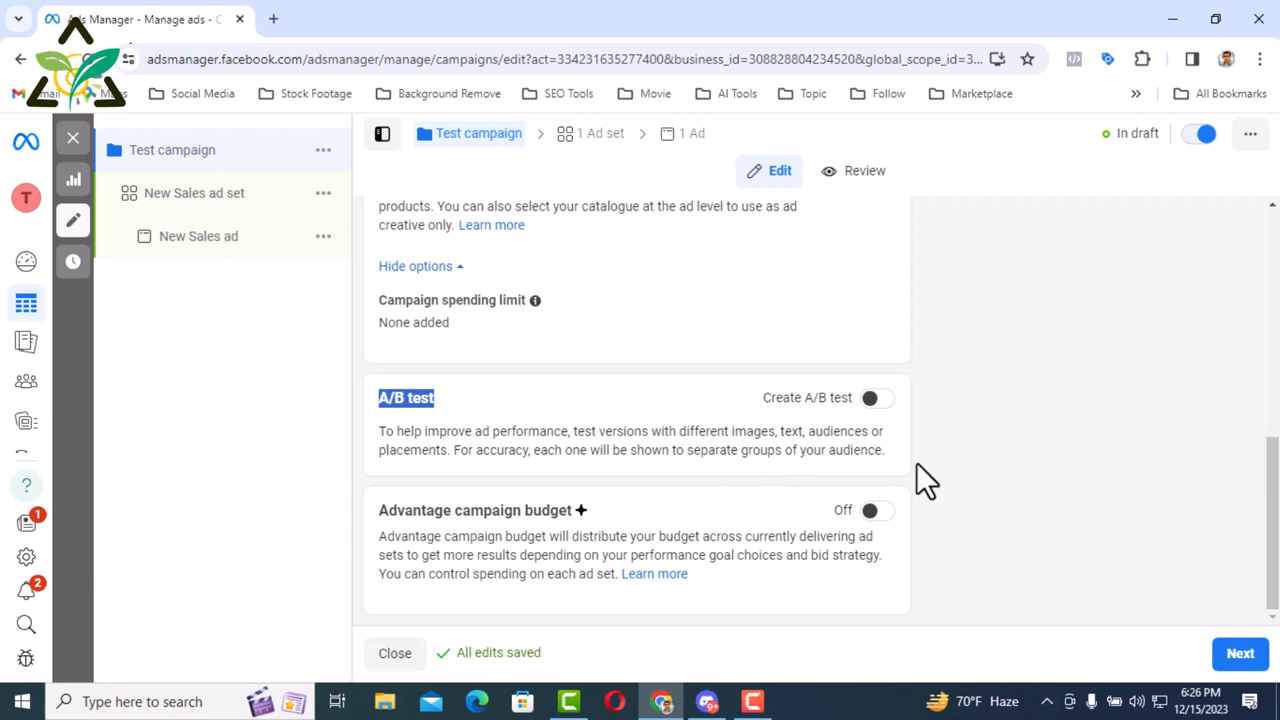 Ads Manager - Manage ads - C
adsmanager.facebook.com/adsmanager/manage/campaigns/edit?act=334231635277400&business_id=308828804234520&global_scope_id=3...
Social Media
Stock Footage
Background Remove
SEO Tools
Movie
AI Tools
Topic
Follow
Marketplace
All Bookmarks
Test campaign
New Sales ad set
New Sales ad
T
?
1
2
Test campaign
1 Ad set
1 Ad
In draft
Edit
Review
products. You can also select your catalogue at the ad level to use as ad
creative only. Learn more
Hide options
Campaign spending limit
None added
A/B test
Create A/B test
To help improve ad performance, test versions with different images, text, audiences or
placements. For accuracy, each one will be shown to separate groups of your audience.
Advantage campaign budget
Off
Advantage campaign budget will distribute your budget across currently delivering ad
sets to get more results depending on your performance goal choices and bid strategy.
You can control spending on each ad set. Learn more
Close
All edits saved
Next
Type here to search
70°F Haze
6:26 PM
12/15/2023